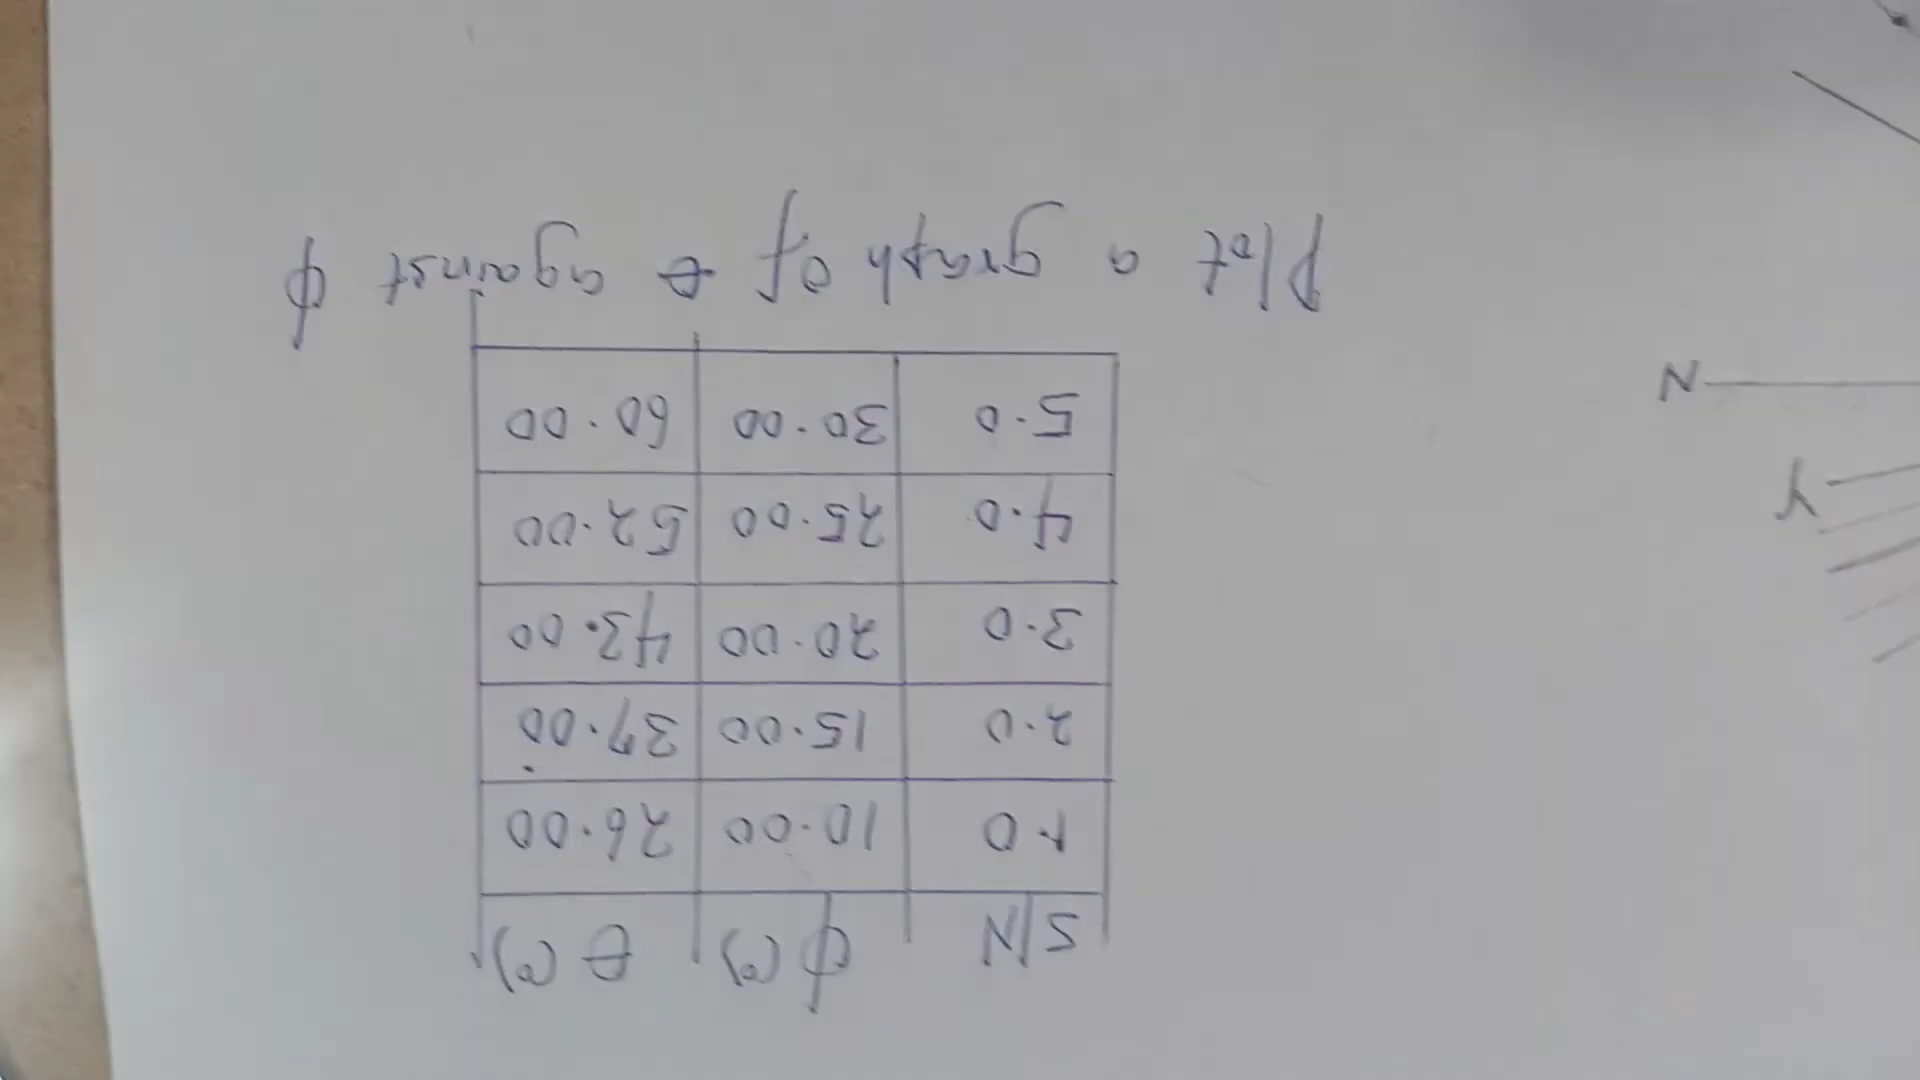 S/N φ(°) θ(°)
1.0 10.00 26.00
2.0 15.00 37.00
3.0 20.00 43.00
4.0 25.00 52.00
5.0 30.00 60.00
Plot a graph of θ against φ
N
Y